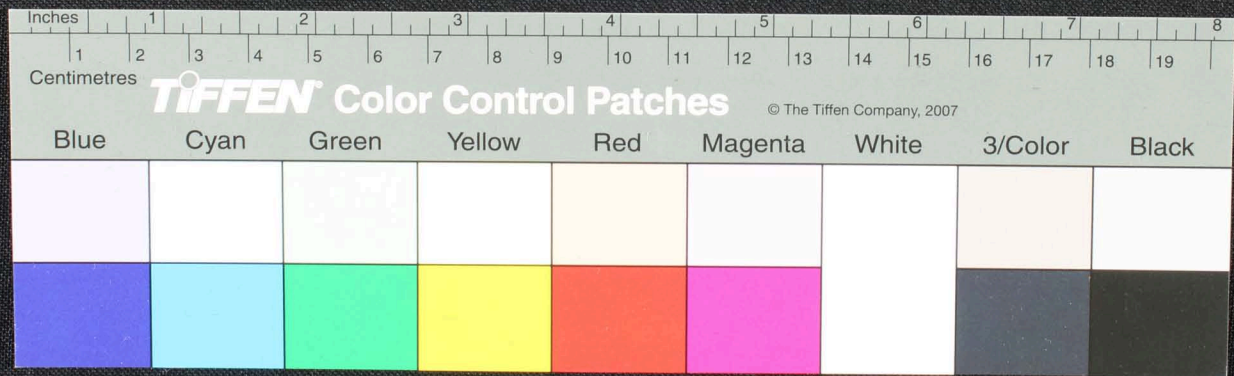 Inches 1 2 3 4 5 6 7 8
1 2 3 4 5 6 7 8 9 10 11 12 13 14 15 16 17 18 19
Centimetres
TIFFEN® Color Control Patches © The Tiffen Company, 2007
Blue Cyan Green Yellow Red Magenta White 3/Color Black